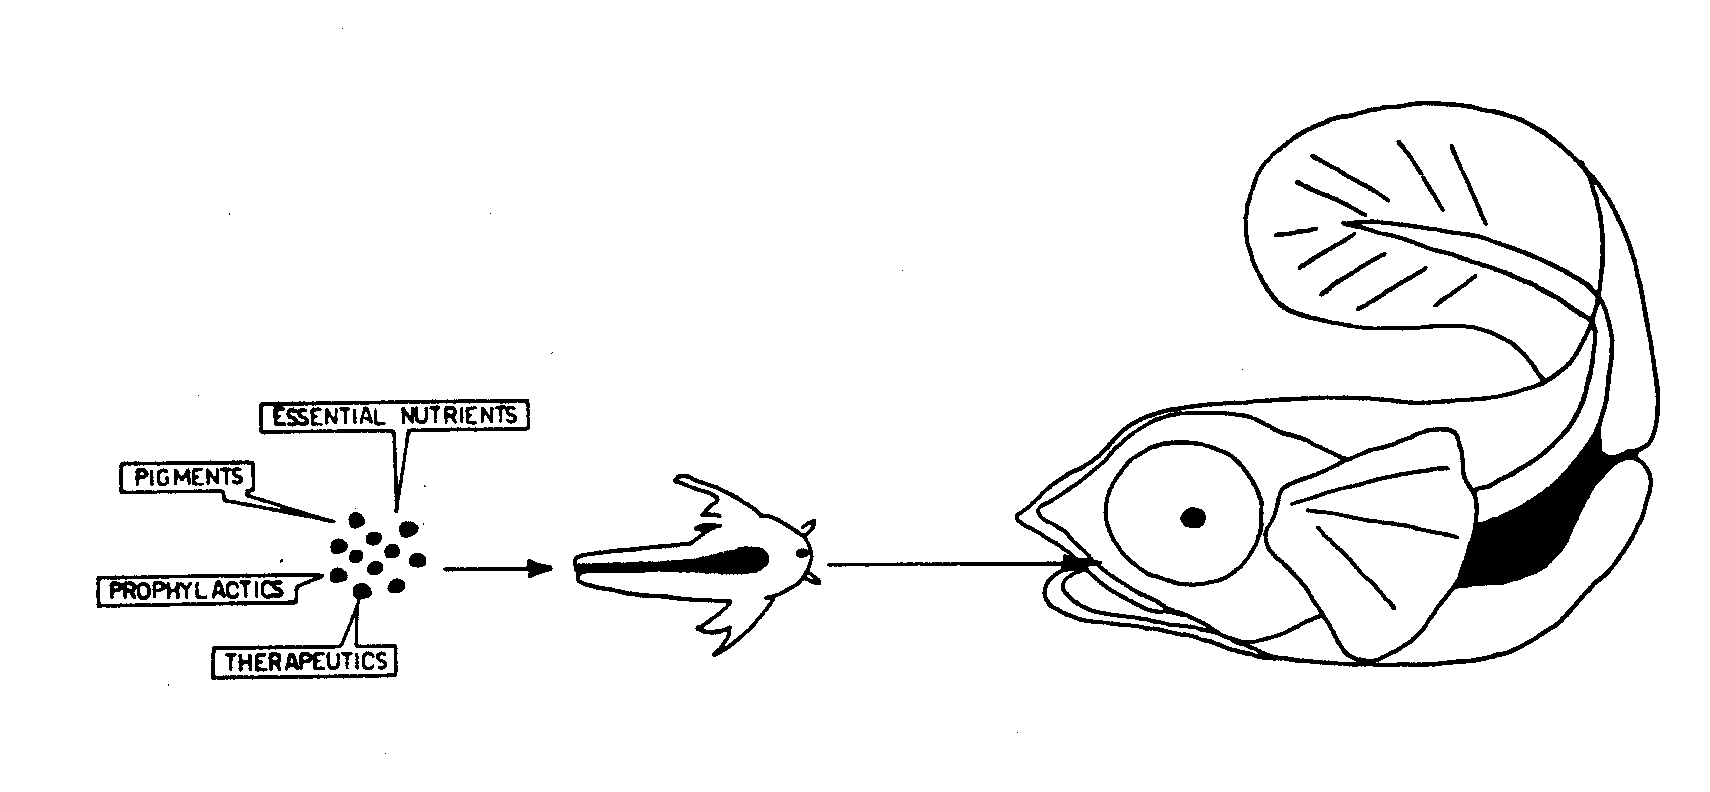 ESSENTIAL NUTRIENTS
PIGMENTS
PROPHYLACTICS
THERAPEUTICS